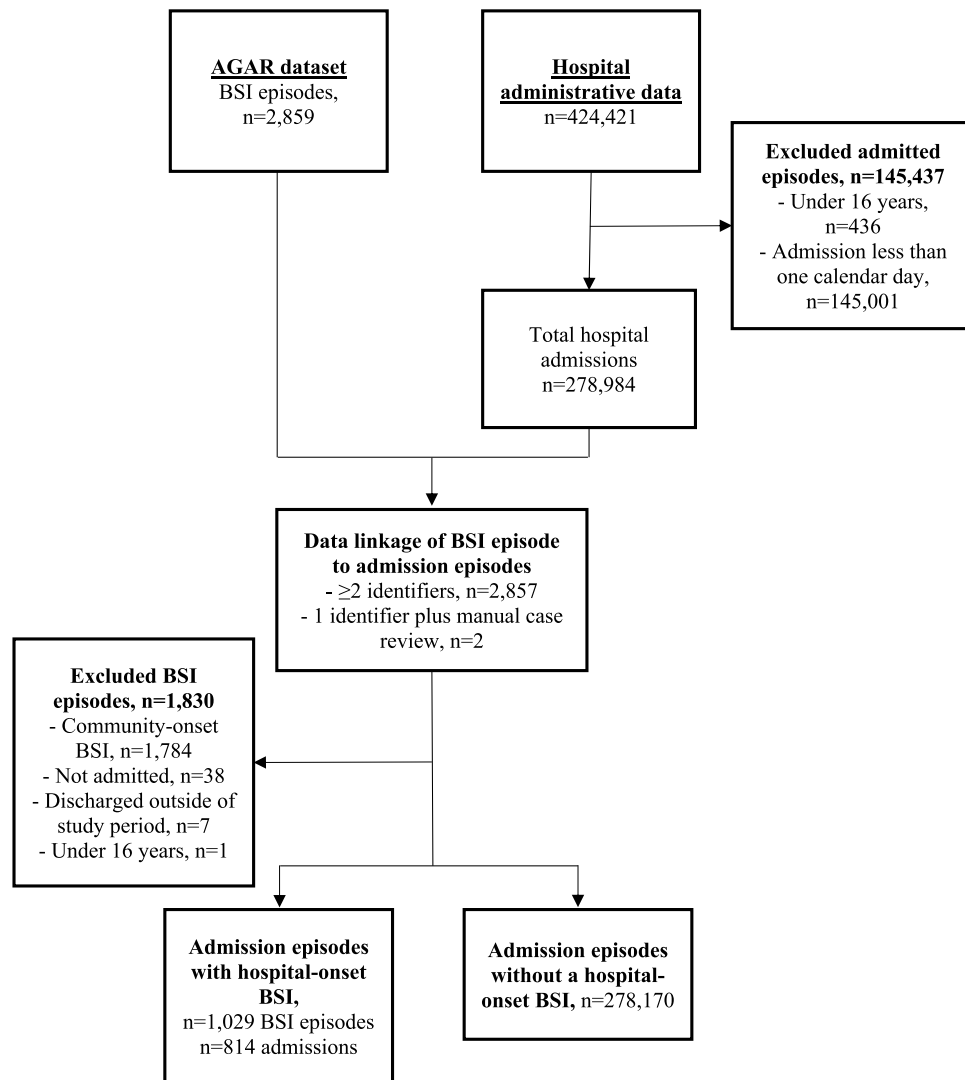 AGAR dataset
BSI episodes,
n=2,859
Hospital
administrative data
n=424,421
Excluded admitted
episodes, n=145,437
- Under 16 years,
n=436
- Admission less than
one calendar day,
n=145,001
Total hospital
admissions
n=278,984
Data linkage of BSI episode
to admission episodes
- ≥2 identifiers, n=2,857
- 1 identifier plus manual case
review, n=2
Excluded BSI
episodes, n=1,830
- Community-onset
BSI, n=1,784
- Not admitted, n=38
- Discharged outside of
study period, n=7
- Under 16 years, n=1
Admission episodes
with hospital-onset
BSI,
n=1,029 BSI episodes
n=814 admissions
Admission episodes
without a hospital-
onset BSI, n=278,170